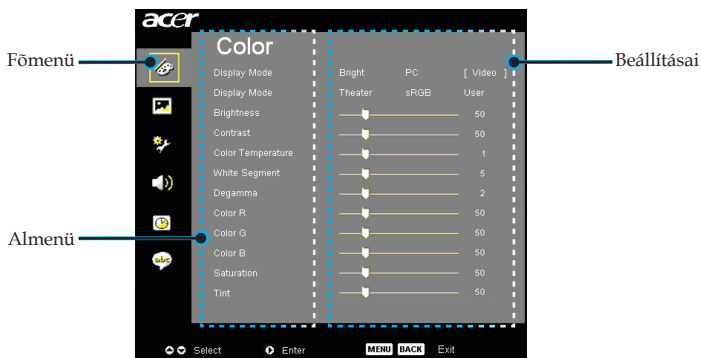 acer
Color
Fõmenü
Beállításai
Display Mode Bright PC [ Video ]
Display Mode Theater sRGB User
Brightness 50
Contrast 50
Color Temperature 1
White Segment 5
Degamma 2
Color R 50
Color G 50
Almenü
Color B 50
abc
Saturation 50
Tint 50
Select Enter MENU BACK Exit